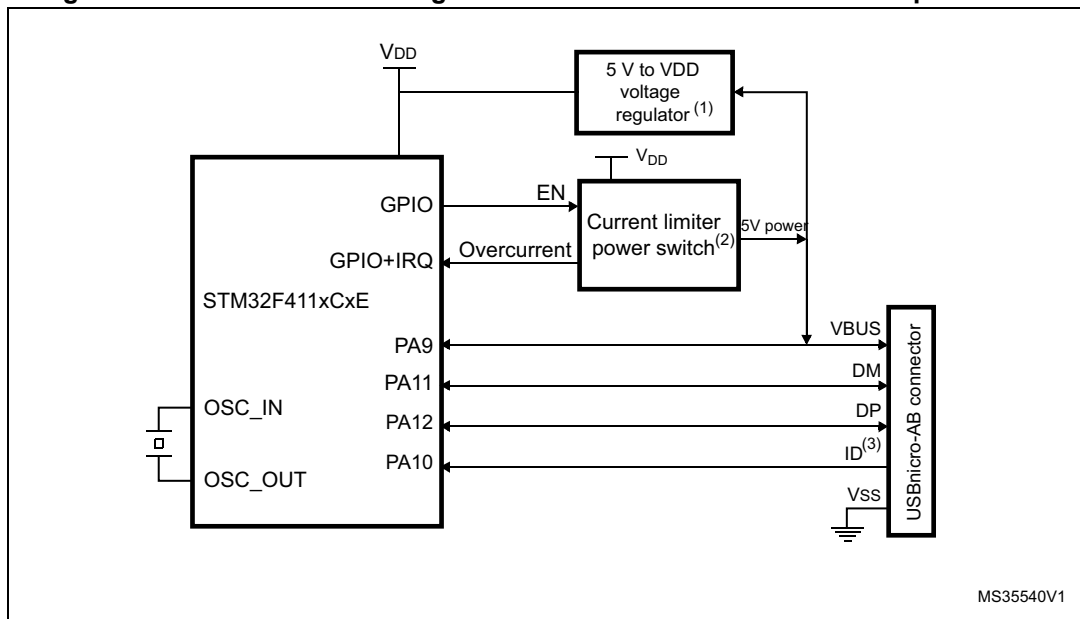 VDD
5 V to VDD
voltage
regulator (1)
VDD
GPIO
EN
Current limiter
power switch(2)
5V power
GPIO+IRQ
Overcurrent
STM32F411xCxE
PA9
VBUS
PA11
DM
OSC_IN
PA12
DP
PA10
ID(3)
OSC_OUT
VSS
USBnicro-AB connector
MS35540V1